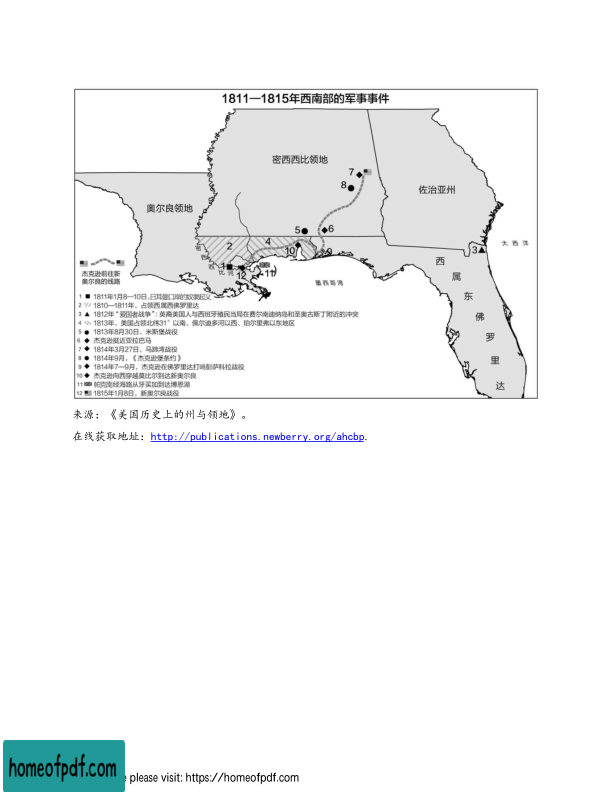 1811—1815年西南部的军事事件
密西西比领地
7
8
佐治亚州
奥尔良领地
5
6
2
4
3
大西洋
10
9
1
12
11
密西西比河
墨西哥湾
西属东佛罗里达
杰克逊前往新
奥尔良的线路
1 1811年1月8—10日，日耳曼口岸的奴隶起义
2 1810—1811年，占领西属西佛罗里达
3 1812年“爱国者战争”：英裔美国人与西班牙殖民当局在费尔南迪纳岛和圣奥古斯丁附近的冲突
4 1813年，美国占领北纬31°以南、佩尔迪多河以西、珀尔里弗以东地区
5 1813年8月30日，米斯堡战役
6 杰克逊挺近亚拉巴马
7 1814年3月27日，马蹄湾战役
8 1814年9月，《杰克逊堡条约》
9 1814年7—9月，杰克逊在佛罗里达打响彭萨科拉战役
10 杰克逊向西穿越莫比尔到达新奥尔良
11 帕克南经海路从牙买加到达博恩湖
12 1815年1月8日，新奥尔良战役
来源：《美国历史上的州与领地》。
在线获取地址：http://publications.newberry.org/ahcbp.
homeofpdf.com
please visit: https://homeofpdf.com